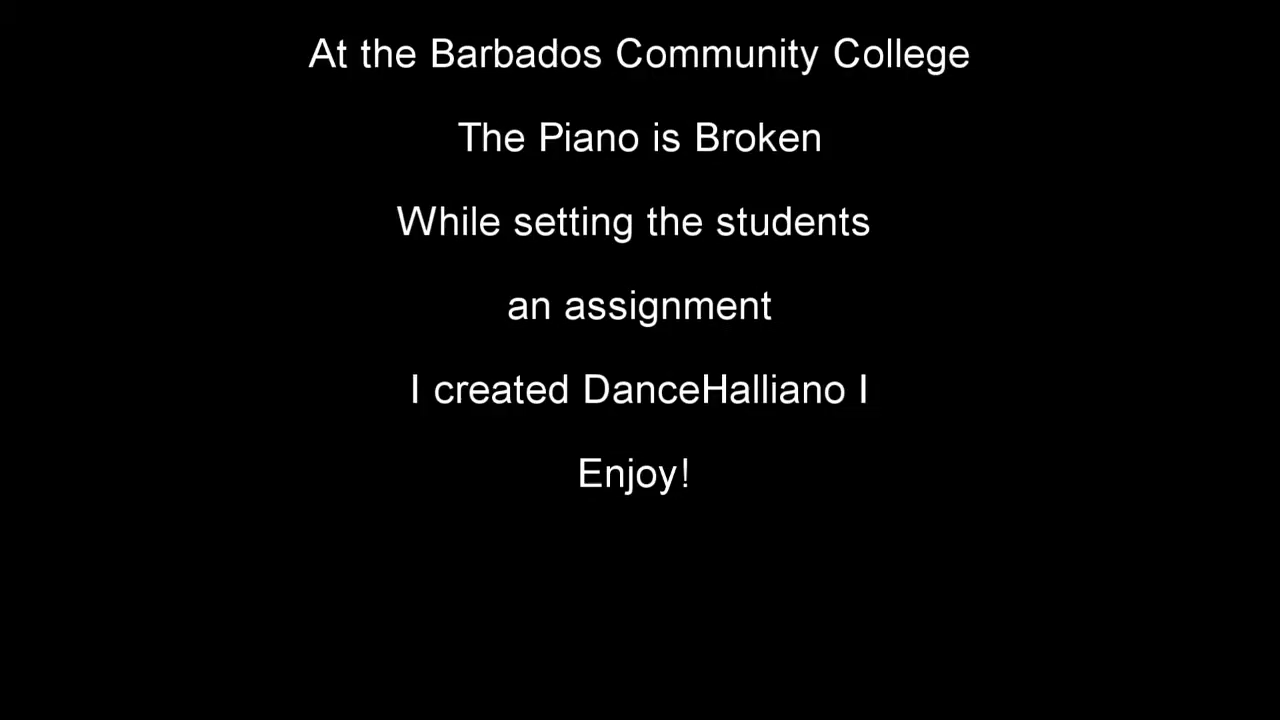 At the Barbados Community College
The Piano is Broken
While setting the students
an assignment
I created DanceHalliano I
Enjoy!